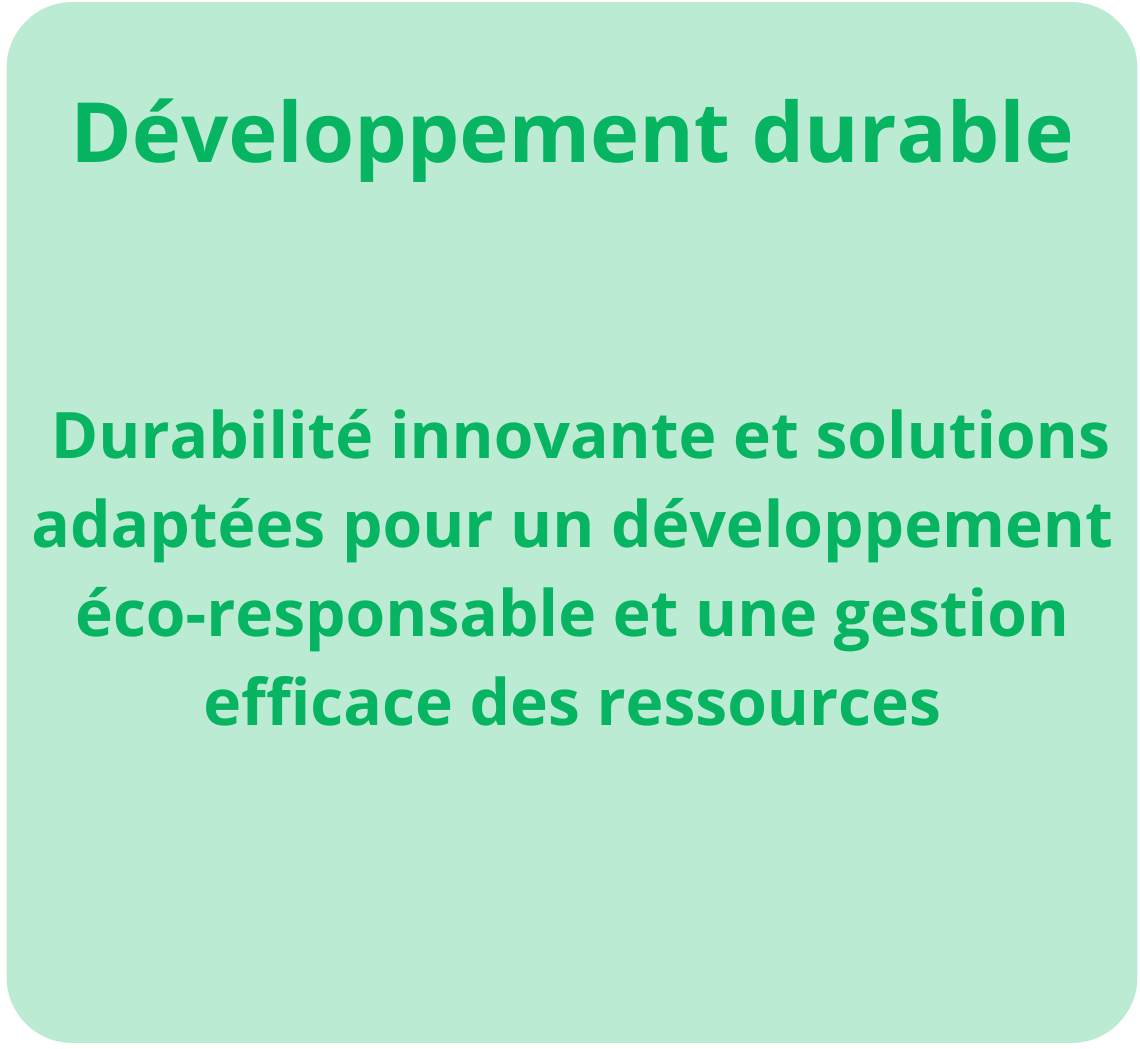 Développement durable
Durabilité innovante et solutions
adaptées pour un développement
éco-responsable et une gestion
efficace des ressources